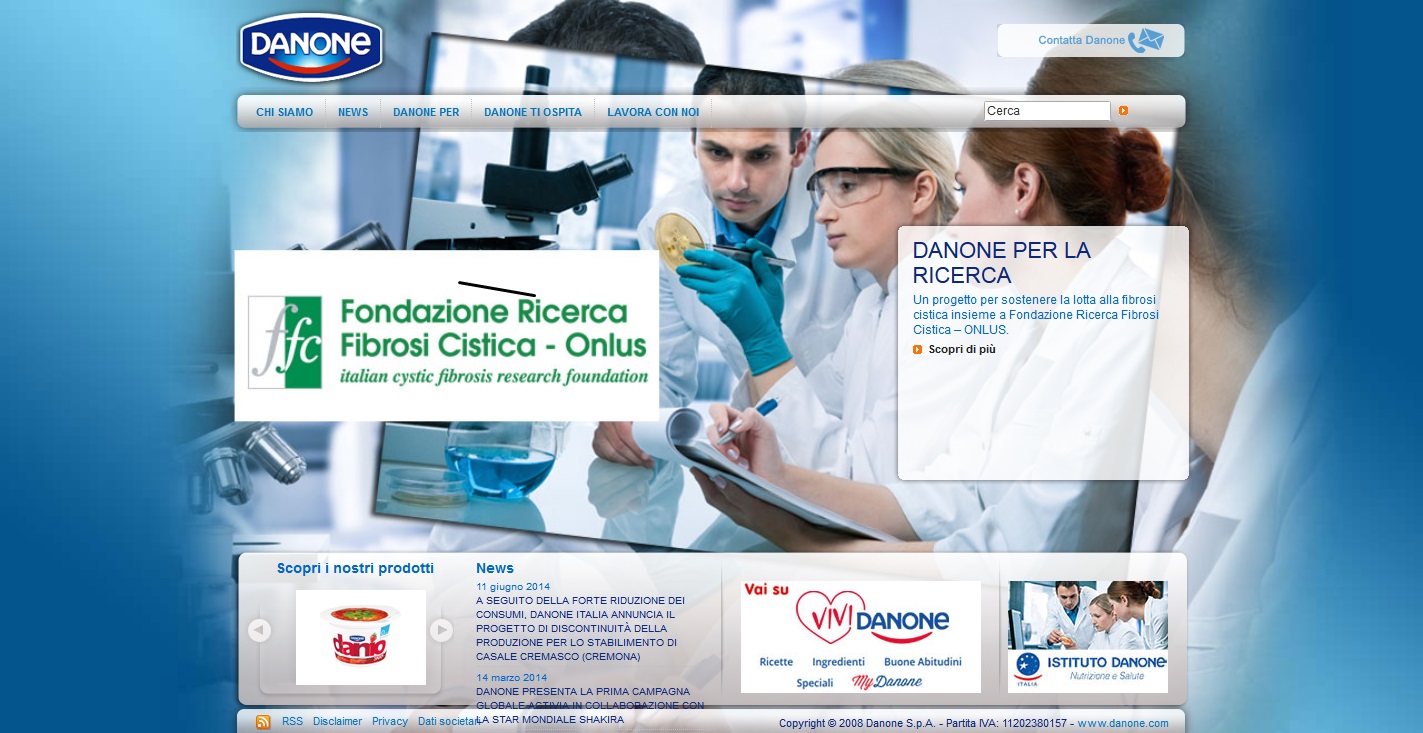 DANONE
Contatta Danone
CHI SIAMO NEWS DANONE PER DANONE TI OSPITA LAVORA CON NOI Cerca
ffc
Fondazione Ricerca
Fibrosi Cistica - Onlus
italian cystic fibrosis research foundation
DANONE PER LA
RICERCA
Un progetto per sostenere la lotta alla fibrosi
cistica insieme a Fondazione Ricerca Fibrosi
Cistica – ONLUS.
Scopri di più
Scopri i nostri prodotti
danio
News
11 giugno 2014
A SEGUITO DELLA FORTE RIDUZIONE DEI
CONSUMI, DANONE ITALIA ANNUNCIA IL
PROGETTO DI DISCONTINUITÀ DELLA
PRODUZIONE PER LO STABILIMENTO DI
CASALE CREMASCO (CREMONA)
14 marzo 2014
DANONE PRESENTA LA PRIMA CAMPAGNA
GLOBALE ACTIVIA IN COLLABORAZIONE CON
LA STAR MONDIALE SHAKIRA
Vai su
VIVI DANONE
Ricette Ingredienti Buone Abitudini
Speciali My Danone
ISTITUTO DANONE
ITALIA Nutrizione e Salute
RSS Disclaimer Privacy Dati societari
Copyright © 2008 Danone S.p.A. - Partita IVA: 11202380157 - www.danone.com